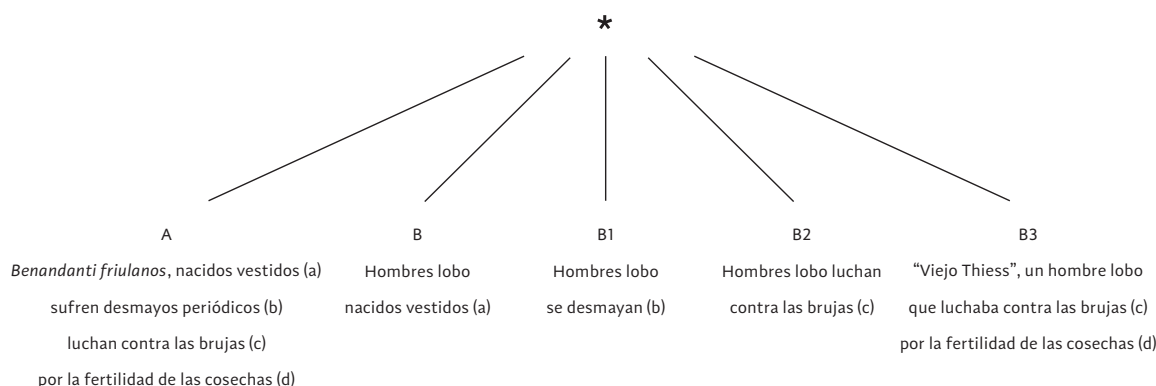 *
A
Benandanti friulanos, nacidos vestidos (a)
sufren desmayos periódicos (b)
luchan contra las brujas (c)
por la fertilidad de las cosechas (d)
B
Hombres lobo
nacidos vestidos (a)
B1
Hombres lobo
se desmayan (b)
B2
Hombres lobo luchan
contra las brujas (c)
B3
“Viejo Thiess”, un hombre lobo
que luchaba contra las brujas (c)
por la fertilidad de las cosechas (d)